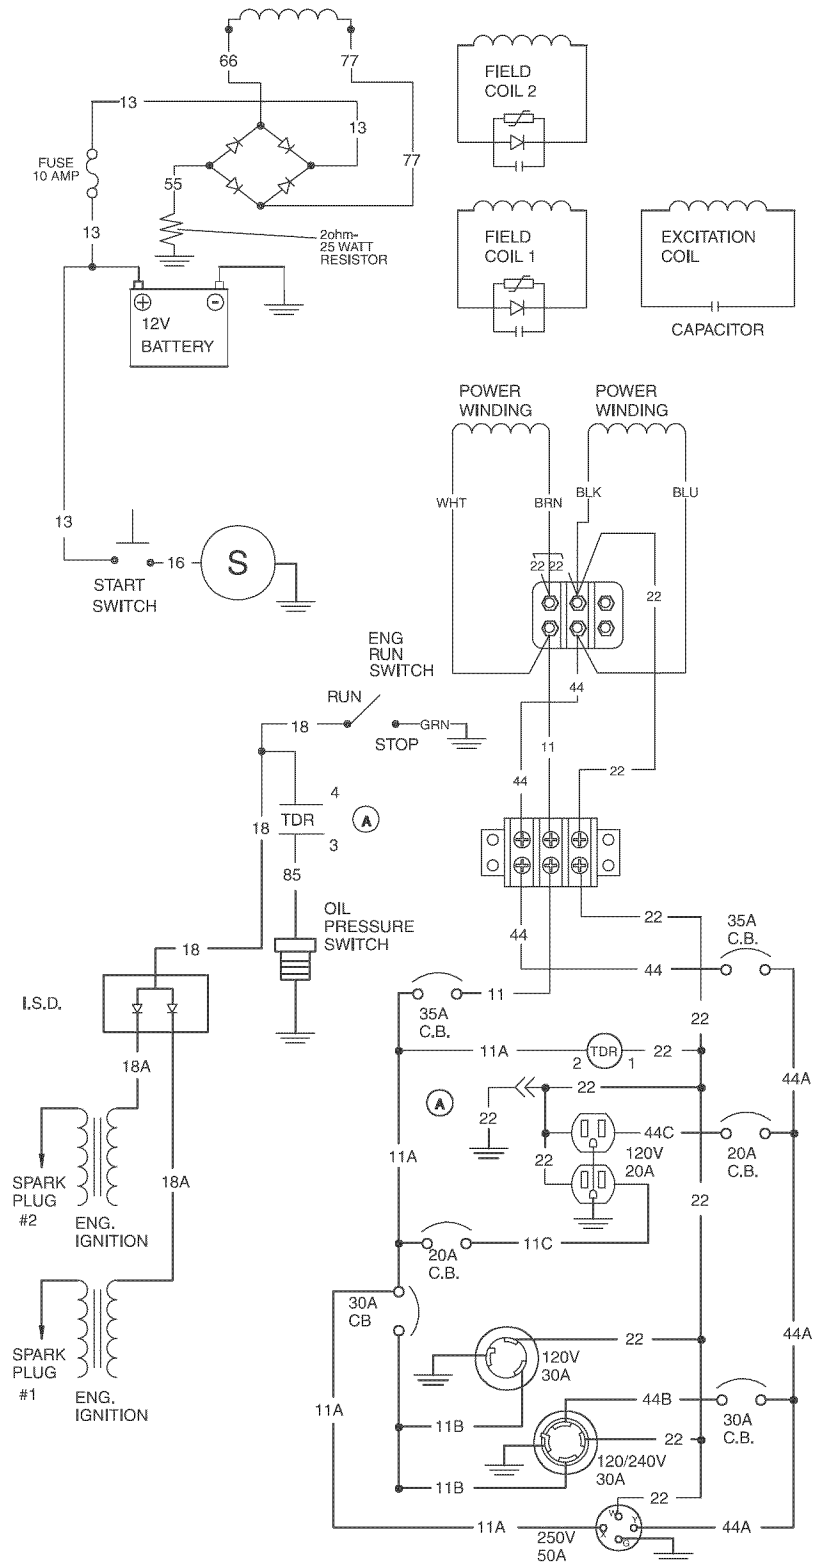 66
77
13
13
77
FUSE
10 AMP
55
13
2ohm-
25 WATT
RESISTOR
+
-
12V
BATTERY
FIELD
COIL 2
FIELD
COIL 1
EXCITATION
COIL
CAPACITOR
POWER
WINDING
POWER
WINDING
WHT
BRN
BLK
BLU
22 22
22
13
16
S
START
SWITCH
ENG
RUN
SWITCH
RUN
18
GRN
STOP
44
11
44
22
4
TDR
A
18
3
85
OIL
PRESSURE
SWITCH
18
I.S.D.
18A
SPARK
PLUG
#2
ENG.
IGNITION
18A
SPARK
PLUG
#1
ENG.
IGNITION
22
35A
C.B.
44
44
11
35A
C.B.
22
11A
2
TDR
1
22
44A
A
22
22
44C
120V
20A
20A
C.B.
22
11A
22
20A
C.B.
11C
30A
CB
22
120V
30A
44A
11A
11B
44B
30A
C.B.
22
120/240V
30A
11B
22
W
X
Y
G
11A
44A
250V
50A